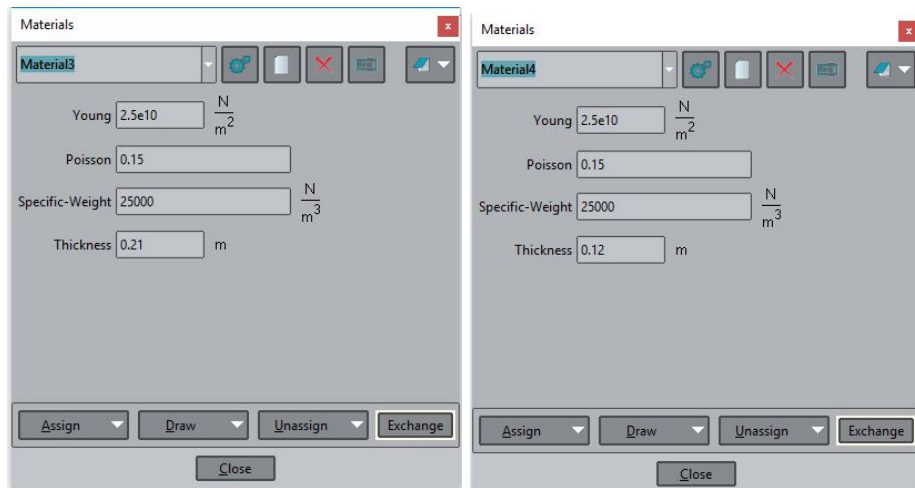 Materials
x
Material3
Young 2.5e10 N/m²
Poisson 0.15
Specific-Weight 25000 N/m³
Thickness 0.21 m
Assign Draw Unassign Exchange
Close
Materials
x
Material4
Young 2.5e10 N/m²
Poisson 0.15
Specific-Weight 25000 N/m³
Thickness 0.12 m
Assign Draw Unassign Exchange
Close